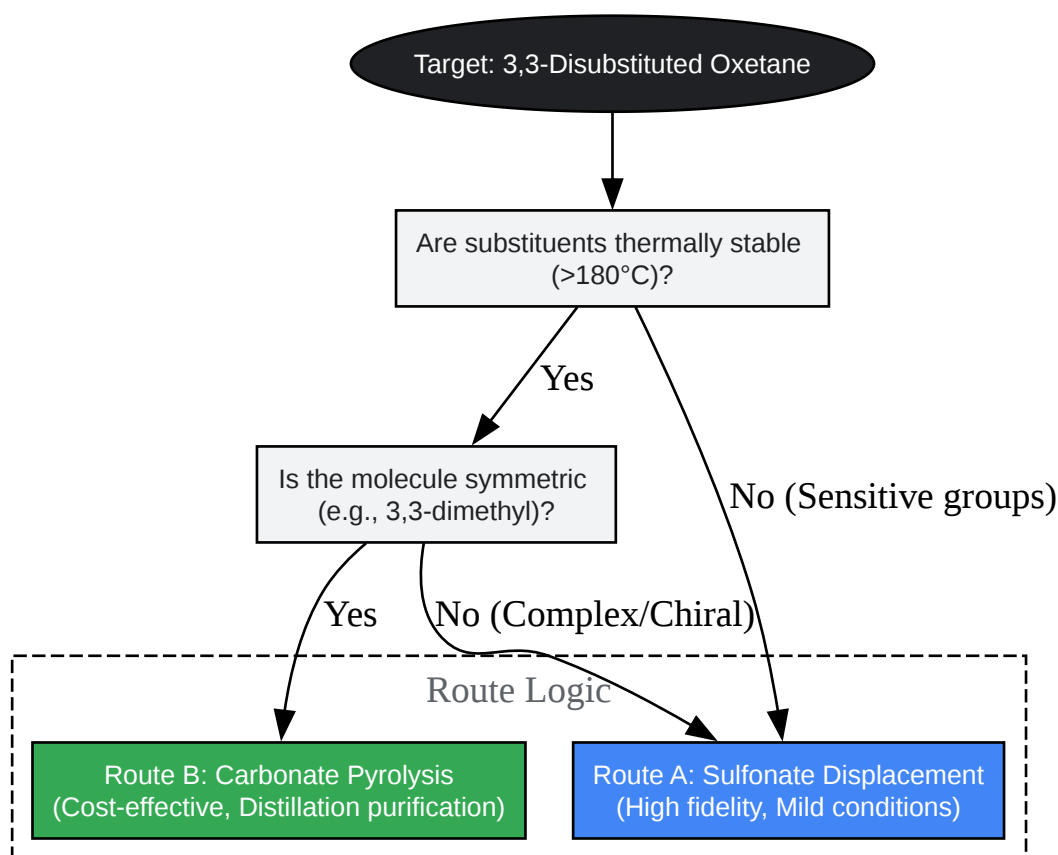 Target: 3,3-Disubstituted Oxetane
Are substituents thermally stable
(>180°C)?
Yes
Is the molecule symmetric
(e.g., 3,3-dimethyl)?
No (Sensitive groups)
Yes
No (Complex/Chiral)
Route Logic
Route B: Carbonate Pyrolysis
(Cost-effective, Distillation purification)
Route A: Sulfonate Displacement
(High fidelity, Mild conditions)